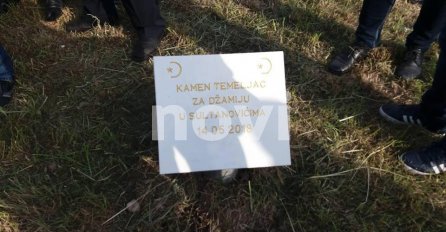 KAMEN TEMELJAC
ZA DŽAMIJU
U SULTANOVIĆIMA
14 05 2018
novi